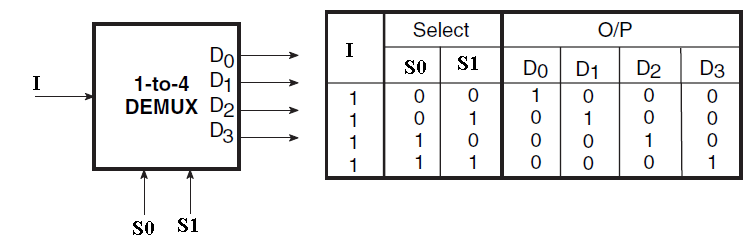 I
1-to-4
DEMUX
D0
D1
D2
D3
S0 S1
I Select O/P
S0 S1 D0 D1 D2 D3
1 0 0 1 0 0 0
1 0 1 0 1 0 0
1 1 0 0 0 1 0
1 1 1 0 0 0 1